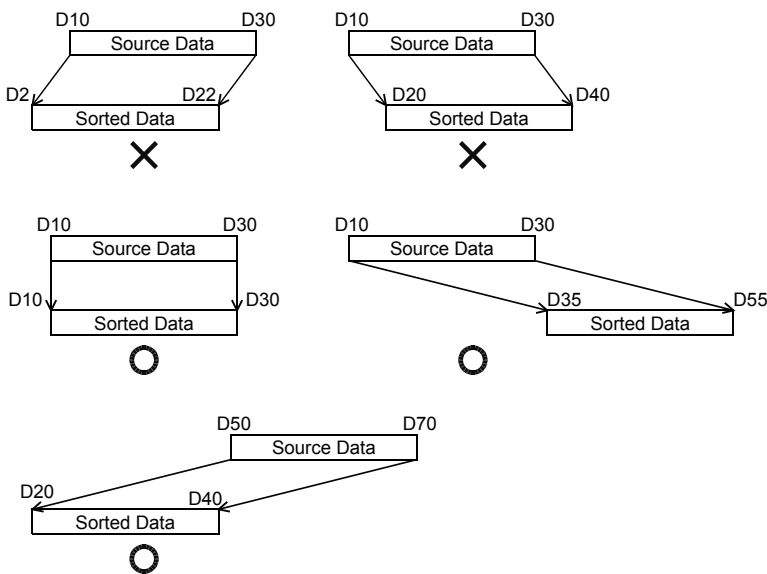 D10 D30 D10 D30
Source Data Source Data
D2 D22 D20 D40
Sorted Data Sorted Data
D10 D30 D10 D30
Source Data Source Data
D10 D30 D35 D55
Sorted Data Sorted Data
D50 D70
Source Data
D20 D40
Sorted Data